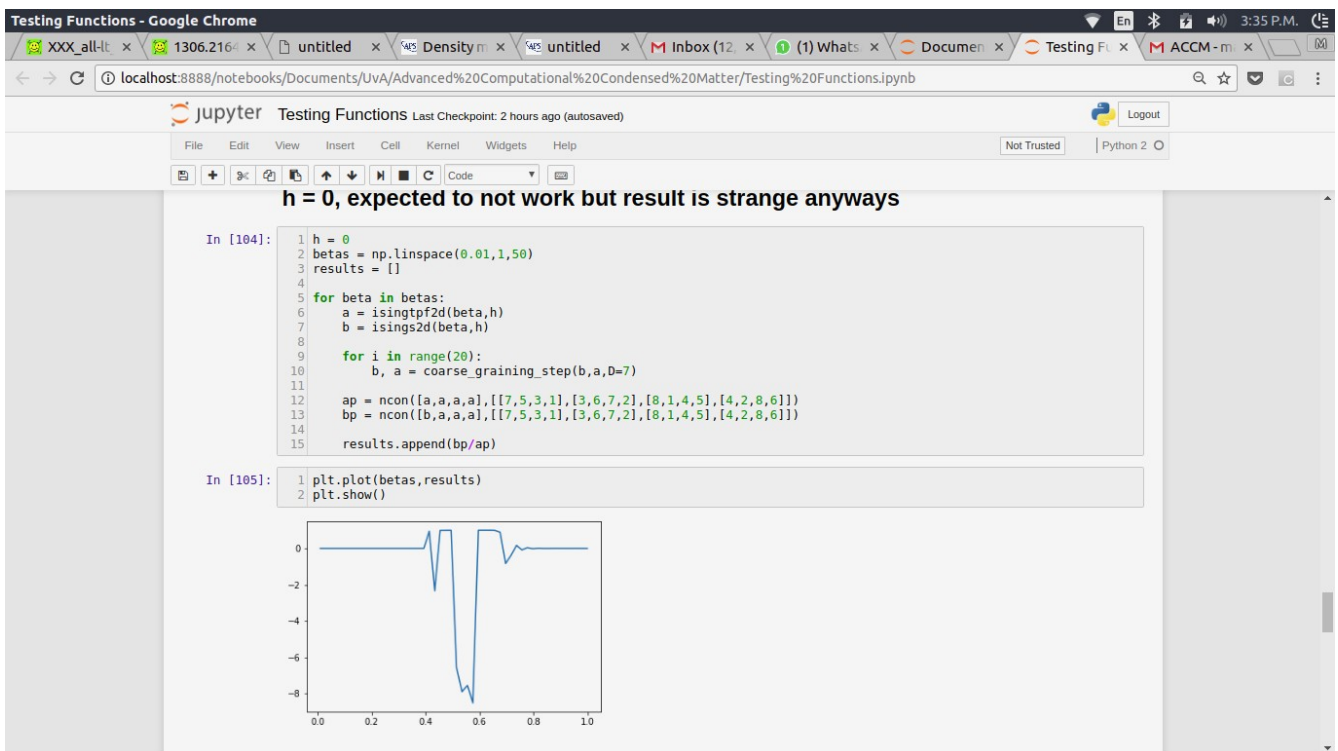 Testing Functions - Google Chrome
En
3:35 P.M.
XXX_all-lt
1306.2164
untitled
Density m
untitled
Inbox (12,
(1) Whats
Documen
Testing Fu
ACCM - m
localhost:8888/notebooks/Documents/UvA/Advanced%20Computational%20Condensed%20Matter/Testing%20Functions.ipynb
jupyter Testing Functions Last Checkpoint: 2 hours ago (autosaved)
Logout
File Edit View Insert Cell Kernel Widgets Help
Not Trusted
Python 2
Code
h = 0, expected to not work but result is strange anyways
In [104]:
1 h = 0
2 betas = np.linspace(0.01,1,50)
3 results = []
4
5 for beta in betas:
6     a = isingtpf2d(beta,h)
7     b = isings2d(beta,h)
8
9     for i in range(20):
10         b, a = coarse_graining_step(b,a,D=7)
11
12     ap = ncon([a,a,a,a],[[7,5,3,1],[3,6,7,2],[8,1,4,5],[4,2,8,6]])
13     bp = ncon([b,a,a,a],[[7,5,3,1],[3,6,7,2],[8,1,4,5],[4,2,8,6]])
14
15     results.append(bp/ap)
In [105]:
1 plt.plot(betas,results)
2 plt.show()
0
−2
−4
−6
−8
0.0 0.2 0.4 0.6 0.8 1.0